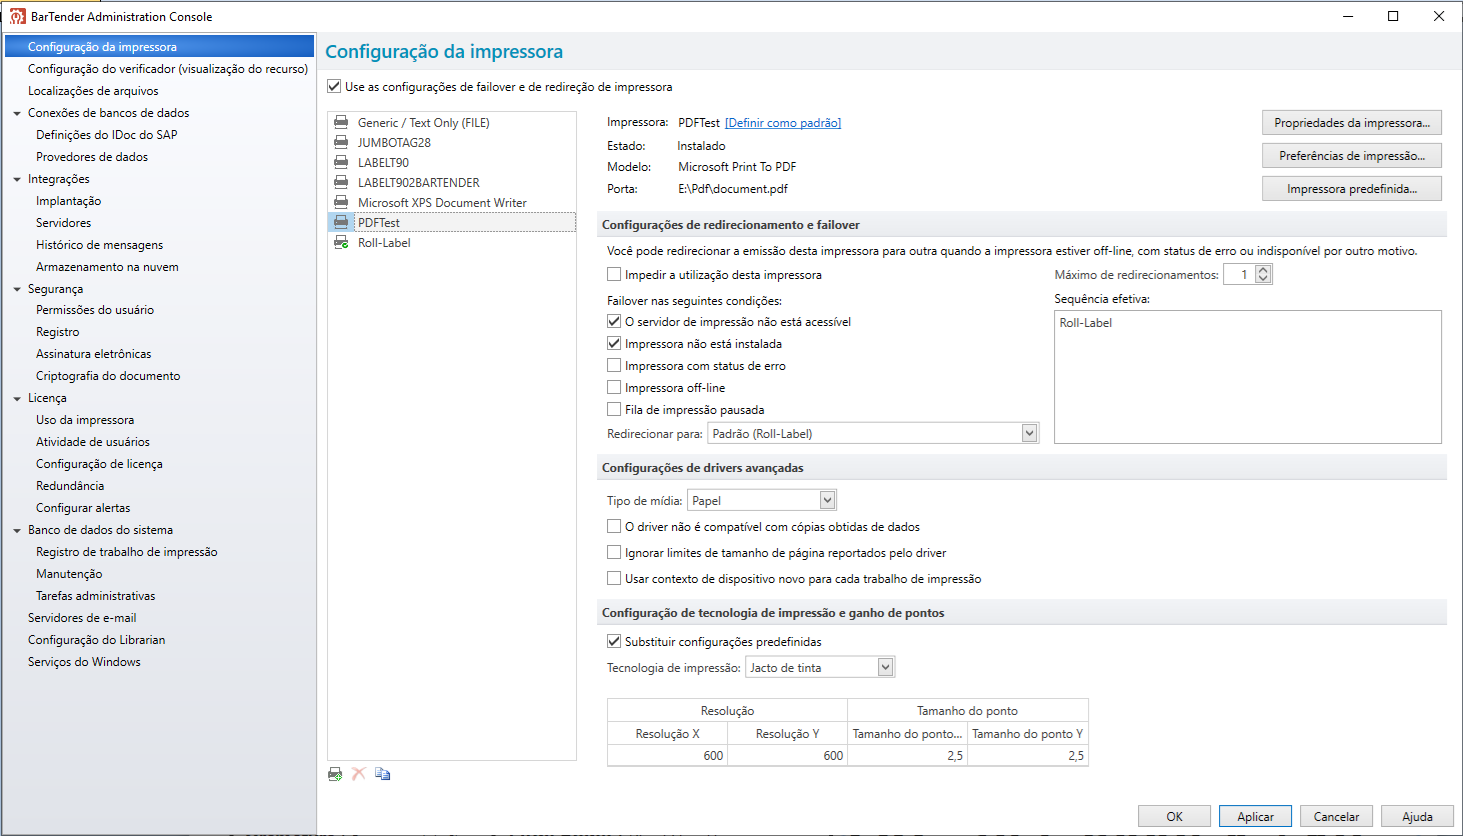 BarTender Administration Console
Configuração da impressora
Configuração do verificador (visualização do recurso)
Localizações de arquivos
Conexões de bancos de dados
Definições do IDoc do SAP
Provedores de dados
Integrações
Implantação
Servidores
Histórico de mensagens
Armazenamento na nuvem
Segurança
Permissões do usuário
Registro
Assinatura eletrônicas
Criptografia do documento
Licença
Uso da impressora
Atividade de usuários
Configuração de licença
Redundância
Configurar alertas
Banco de dados do sistema
Registro de trabalho de impressão
Manutenção
Tarefas administrativas
Servidores de e-mail
Configuração do Librarian
Serviços do Windows
Configuração da impressora
Use as configurações de failover e de redireção de impressora
Generic / Text Only (FILE)
JUMBOTAG28
LABELT90
LABELT902BARTENDER
Microsoft XPS Document Writer
PDFTest
Roll-Label
Impressora: PDFTest [Definir como padrão]
Estado: Instalado
Modelo: Microsoft Print To PDF
Porta: E:\Pdf\document.pdf
Propriedades da impressora...
Preferências de impressão...
Impressora predefinida...
Configurações de redirecionamento e failover
Você pode redirecionar a emissão desta impressora para outra quando a impressora estiver off-line, com status de erro ou indisponível por outro motivo.
Impedir a utilização desta impressora
Failover nas seguintes condições:
O servidor de impressão não está acessível
Impressora não está instalada
Impressora com status de erro
Impressora off-line
Fila de impressão pausada
Redirecionar para: Padrão (Roll-Label)
Máximo de redirecionamentos: 1
Sequência efetiva:
Roll-Label
Configurações de drivers avançadas
Tipo de mídia: Papel
O driver não é compatível com cópias obtidas de dados
Ignorar limites de tamanho de página reportados pelo driver
Usar contexto de dispositivo novo para cada trabalho de impressão
Configuração de tecnologia de impressão e ganho de pontos
Substituir configurações predefinidas
Tecnologia de impressão: Jacto de tinta
Resolução Tamanho do ponto
Resolução X Resolução Y Tamanho do ponto... Tamanho do ponto Y
600 600 2,5 2,5
OK Aplicar Cancelar Ajuda